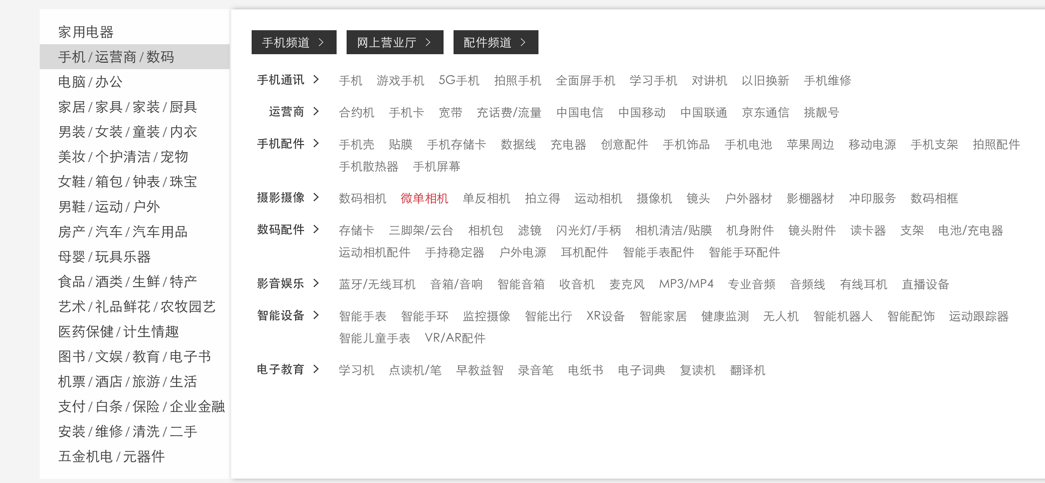 家用电器
手机 / 运营商 / 数码
电脑 / 办公
家居 / 家具 / 家装 / 厨具
男装 / 女装 / 童装 / 内衣
美妆 / 个护清洁 / 宠物
女鞋 / 箱包 / 钟表 / 珠宝
男鞋 / 运动 / 户外
房产 / 汽车 / 汽车用品
母婴 / 玩具乐器
食品 / 酒类 / 生鲜 / 特产
艺术 / 礼品鲜花 / 农牧园艺
医药保健 / 计生情趣
图书 / 文娱 / 教育 / 电子书
机票 / 酒店 / 旅游 / 生活
支付 / 白条 / 保险 / 企业金融
安装 / 维修 / 清洗 / 二手
五金机电 / 元器件
手机频道 > 网上营业厅 > 配件频道 >
手机通讯 > 手机 游戏手机 5G手机 拍照手机 全面屏手机 学习手机 对讲机 以旧换新 手机维修
运营商 > 合约机 手机卡 宽带 充话费/流量 中国电信 中国移动 中国联通 京东通信 挑靓号
手机配件 > 手机壳 贴膜 手机存储卡 数据线 充电器 创意配件 手机饰品 手机电池 苹果周边 移动电源 手机支架 拍照配件
手机散热器 手机屏幕
摄影摄像 > 数码相机 微单相机 单反相机 拍立得 运动相机 摄像机 镜头 户外器材 影棚器材 冲印服务 数码相框
数码配件 > 存储卡 三脚架/云台 相机包 滤镜 闪光灯/手柄 相机清洁/贴膜 机身附件 镜头附件 读卡器 支架 电池/充电器
运动相机配件 手持稳定器 户外电源 耳机配件 智能手表配件 智能手环配件
影音娱乐 > 蓝牙/无线耳机 音箱/音响 智能音箱 收音机 麦克风 MP3/MP4 专业音频 音频线 有线耳机 直播设备
智能设备 > 智能手表 智能手环 监控摄像 智能出行 XR设备 智能家居 健康监测 无人机 智能机器人 智能配饰 运动跟踪器
智能儿童手表 VR/AR配件
电子教育 > 学习机 点读机/笔 早教益智 录音笔 电纸书 电子词典 复读机 翻译机